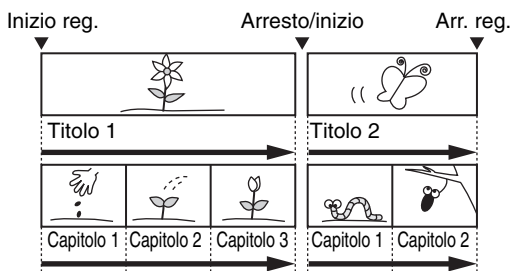 Inizio reg. Arresto/inizio Arr. reg.
Titolo 1 Titolo 2
Capitolo 1 Capitolo 2 Capitolo 3 Capitolo 1 Capitolo 2